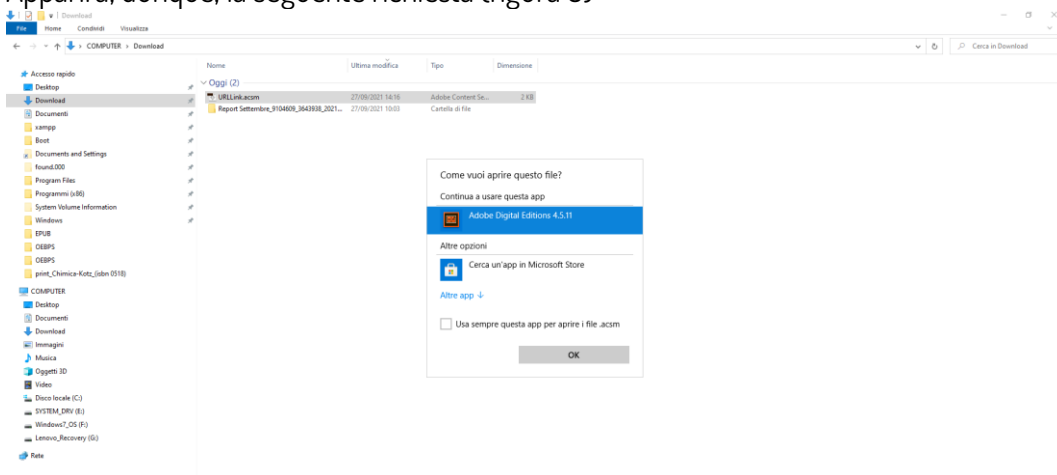 Apparirà, dunque, la seguente richiesta (figura 8)
Download
File Home Condividi Visualizza
COMPUTER › Download
Cerca in Download
Nome Ultima modifica Tipo Dimensione
Oggi (2)
URLLink.acsm 27/09/2021 14:16 Adobe Content Se... 2 KB
Report Settembre_9104609_3643938_2021... 27/09/2021 10:03 Cartella di file
Accesso rapido
Desktop
Download
Documenti
xampp
Boot
Documents and Settings
found.000
Program Files
Programmi (x86)
System Volume Information
Windows
EPUB
OEBPS
OEBPS
print_Chimica-Kotz_(isbn 0518)
COMPUTER
Desktop
Documenti
Download
Immagini
Musica
Oggetti 3D
Video
Disco locale (C:)
SYSTEM_DRV (E:)
Windows7_OS (F:)
Lenovo_Recovery (G:)
Rete
Come vuoi aprire questo file?
Continua a usare questa app
Adobe Digital Editions 4.5.11
Altre opzioni
Cerca un'app in Microsoft Store
Altre app
Usa sempre questa app per aprire i file .acsm
OK